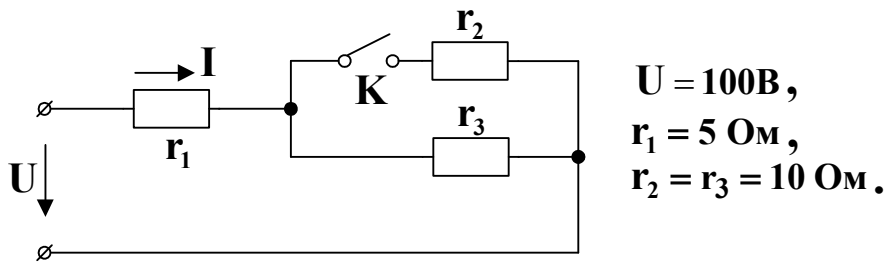 r₂
I
K
r₃
r₁
U
U = 100В,
r₁ = 5 Ом,
r₂ = r₃ = 10 Ом.